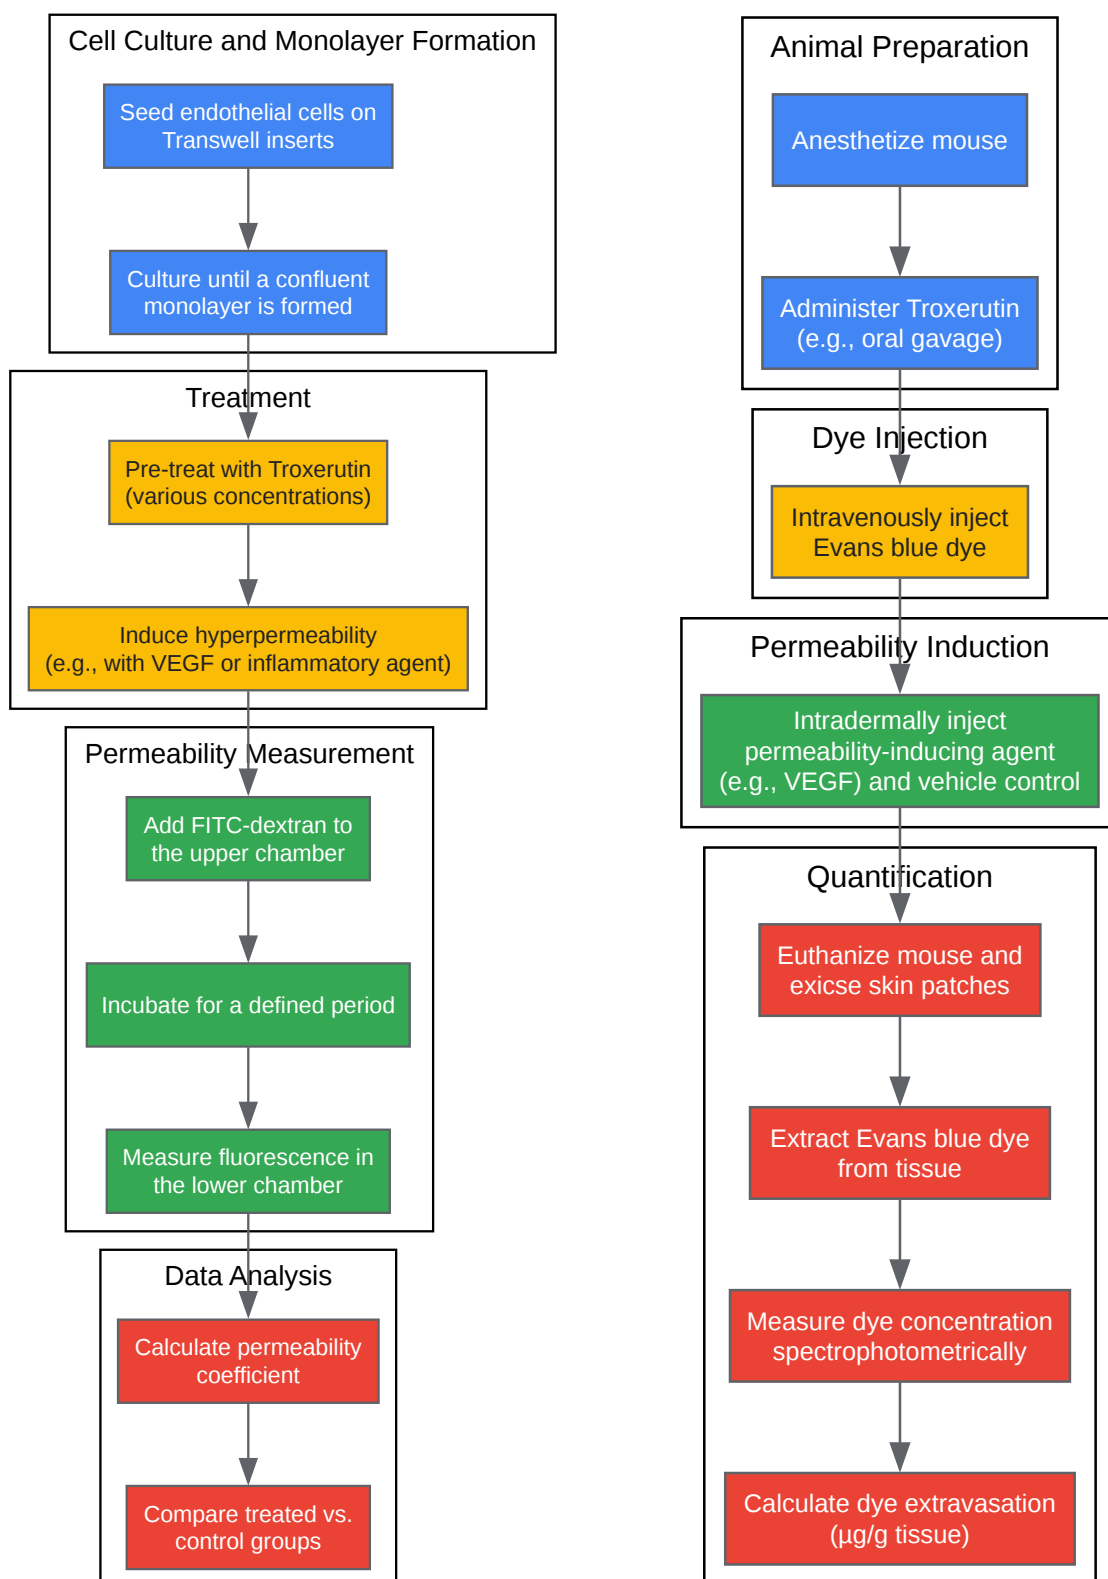 Cell Culture and Monolayer Formation
Seed endothelial cells on
Transwell inserts
Culture until a confluent
monolayer is formed
Treatment
Pre-treat with Troxerutin
(various concentrations)
Induce hyperpermeability
(e.g., with VEGF or inflammatory agent)
Permeability Measurement
Add FITC-dextran to
the upper chamber
Incubate for a defined period
Measure fluorescence in
the lower chamber
Data Analysis
Calculate permeability
coefficient
Compare treated vs.
control groups
Animal Preparation
Anesthetize mouse
Administer Troxerutin
(e.g., oral gavage)
Dye Injection
Intravenously inject
Evans blue dye
Permeability Induction
Intradermally inject
permeability-inducing agent
(e.g., VEGF) and vehicle control
Quantification
Euthanize mouse and
exicse skin patches
Extract Evans blue dye
from tissue
Measure dye concentration
spectrophotometrically
Calculate dye extravasation
(µg/g tissue)